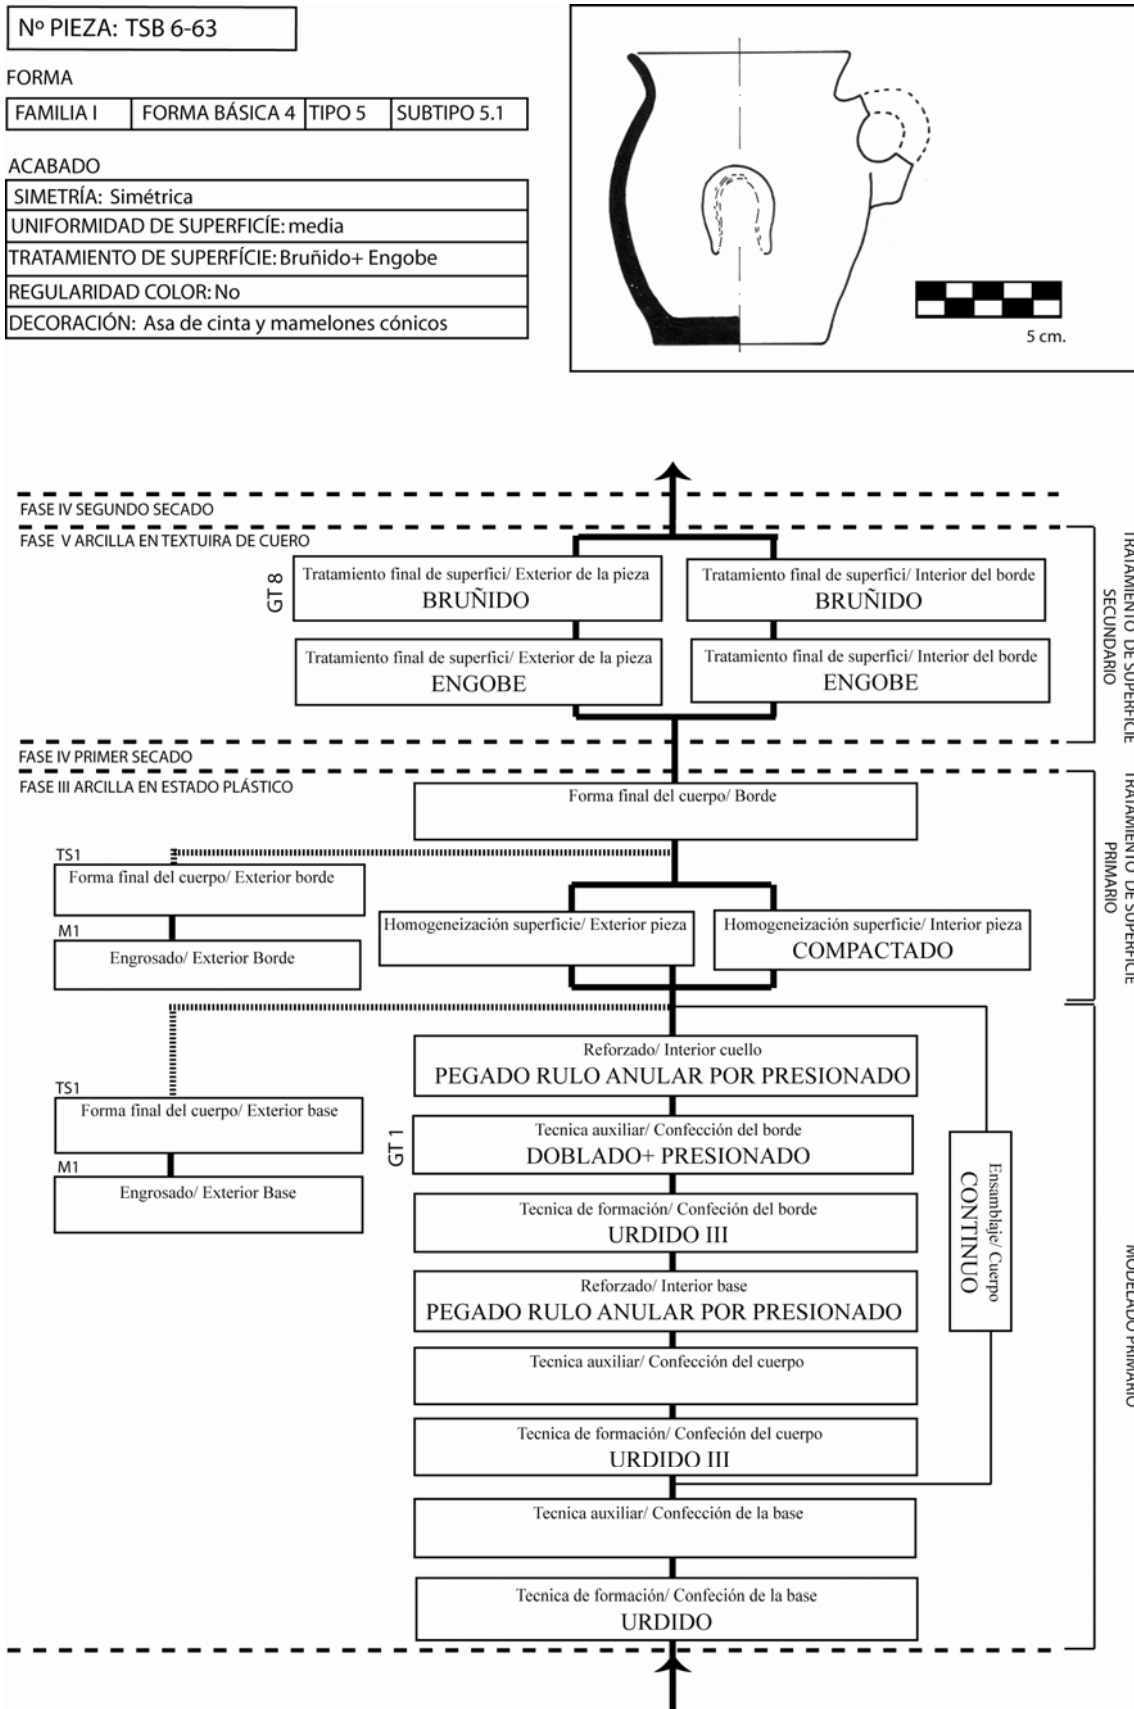 Nº PIEZA: TSB 6-63
FORMA
FAMILIA I
FORMA BÁSICA 4
TIPO 5
SUBTIPO 5.1
ACABADO
SIMETRÍA: Simétrica
UNIFORMIDAD DE SUPERFICÍE: media
TRATAMIENTO DE SUPERFÍCIE: Bruñido+ Engobe
REGULARIDAD COLOR: No
DECORACIÓN: Asa de cinta y mamelones cónicos
5 cm.
FASE IV SEGUNDO SECADO
FASE V ARCILLA EN TEXTUIRA DE CUERO
GT 8
Tratamiento final de superfici/ Exterior de la pieza
BRUÑIDO
Tratamiento final de superfici/ Interior del borde
BRUÑIDO
Tratamiento final de superfici/ Exterior de la pieza
ENGOBE
Tratamiento final de superfici/ Interior del borde
ENGOBE
TRATAMIENTO DE SUPERFICIE
SECUNDARIO
FASE IV PRIMER SECADO
FASE III ARCILLA EN ESTADO PLÁSTICO
Forma final del cuerpo/ Borde
TS1
Forma final del cuerpo/ Exterior borde
M1
Engrosado/ Exterior Borde
Homogeneización superficie/ Exterior pieza
Homogeneización superficie/ Interior pieza
COMPACTADO
TRATAMIENTO DE SUPERFICIE
PRIMARIO
Reforzado/ Interior cuello
PEGADO RULO ANULAR POR PRESIONADO
TS1
Forma final del cuerpo/ Exterior base
M1
Engrosado/ Exterior Base
GT 1
Tecnica auxiliar/ Confección del borde
DOBLADO+ PRESIONADO
Tecnica de formación/ Confeción del borde
URDIDO III
Reforzado/ Interior base
PEGADO RULO ANULAR POR PRESIONADO
Tecnica auxiliar/ Confección del cuerpo
Tecnica de formación/ Confeción del cuerpo
URDIDO III
Ensamblaje/ Cuerpo
CONTINUO
Tecnica auxiliar/ Confección de la base
Tecnica de formación/ Confeción de la base
URDIDO
MODELADO PRIMARIO